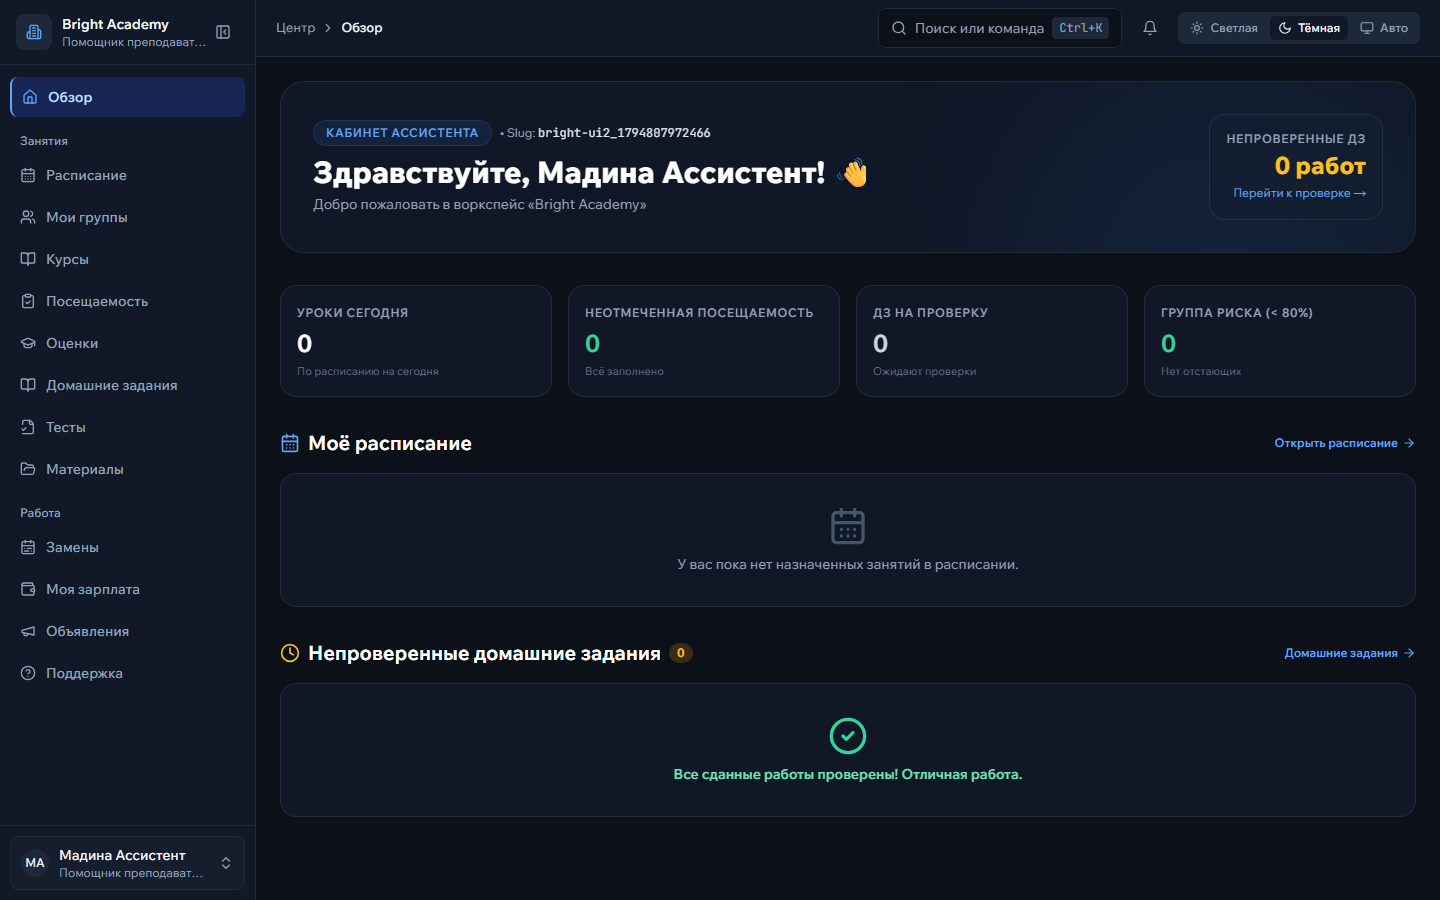 Bright Academy
Помощник преподават...
Обзор
Занятия
Расписание
Мои группы
Курсы
Посещаемость
Оценки
Домашние задания
Тесты
Материалы
Работа
Замены
Моя зарплата
Объявления
Поддержка
МА
Мадина Ассистент
Помощник преподават...
Центр > Обзор
Поиск или команда Ctrl+K
Светлая Тёмная Авто
КАБИНЕТ АССИСТЕНТА • Slug: bright-ui2_1794807972466
Здравствуйте, Мадина Ассистент! 👋
Добро пожаловать в воркспейс «Bright Academy»
НЕПРОВЕРЕННЫЕ ДЗ
0 работ
Перейти к проверке →
УРОКИ СЕГОДНЯ
0
По расписанию на сегодня
НЕОТМЕЧЕННАЯ ПОСЕЩАЕМОСТЬ
0
Всё заполнено
ДЗ НА ПРОВЕРКУ
0
Ожидают проверки
ГРУППА РИСКА (< 80%)
0
Нет отстающих
Моё расписание
Открыть расписание →
У вас пока нет назначенных занятий в расписании.
Непроверенные домашние задания 0
Домашние задания →
Все сданные работы проверены! Отличная работа.